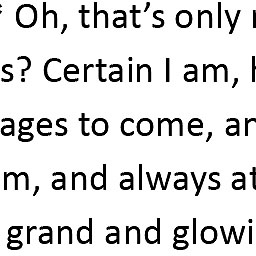 Oh, that’s only
s? Certain I am,
ages to come, an
m, and always at
grand and glowi